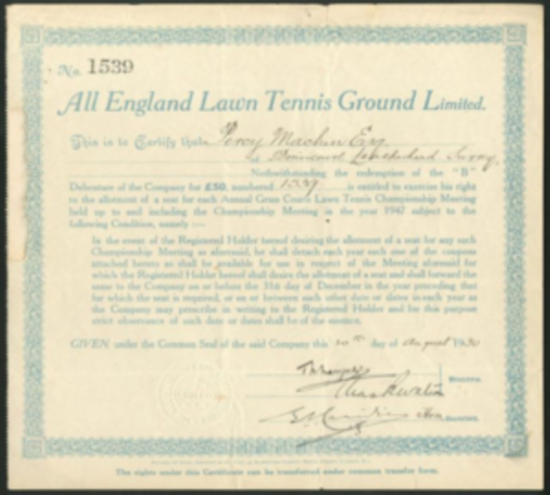 No. 1539
All England Lawn Tennis Ground Limited.
This is to Certify that Percy Machin Esq.
Surrey,
Notwithstanding the redemption of the "B"
Debenture of the Company for £50, numbered 1539 is entitled to exercise his right
to the allotment of a seat for each Annual Grass Court Lawn Tennis Championship Meeting
held up to and including the Championship Meeting in the year 1947 subject to the
following Condition, namely :—
In the event of the Registered Holder hereof desiring the allotment of a seat for any such
Championship Meeting as aforesaid, he shall detach each year such one of the coupons
attached hereto as shall be applicable for use in respect of the Meeting aforesaid for
which the Registered Holder hereof shall desire the allotment of a seat and shall forward the
same to the Company on or before the 31st day of December in the year preceding that
for which the seat is required, or on or between such other date or dates in each year as
the Company may prescribe in writing to the Registered Holder and for this purpose
strict observance of such date or dates shall be of the essence.
GIVEN under the Common Seal of the said Company this 20th day of August 1930
Directors.
Secretary.
The rights under this Certificate can be transferred under common transfer form.